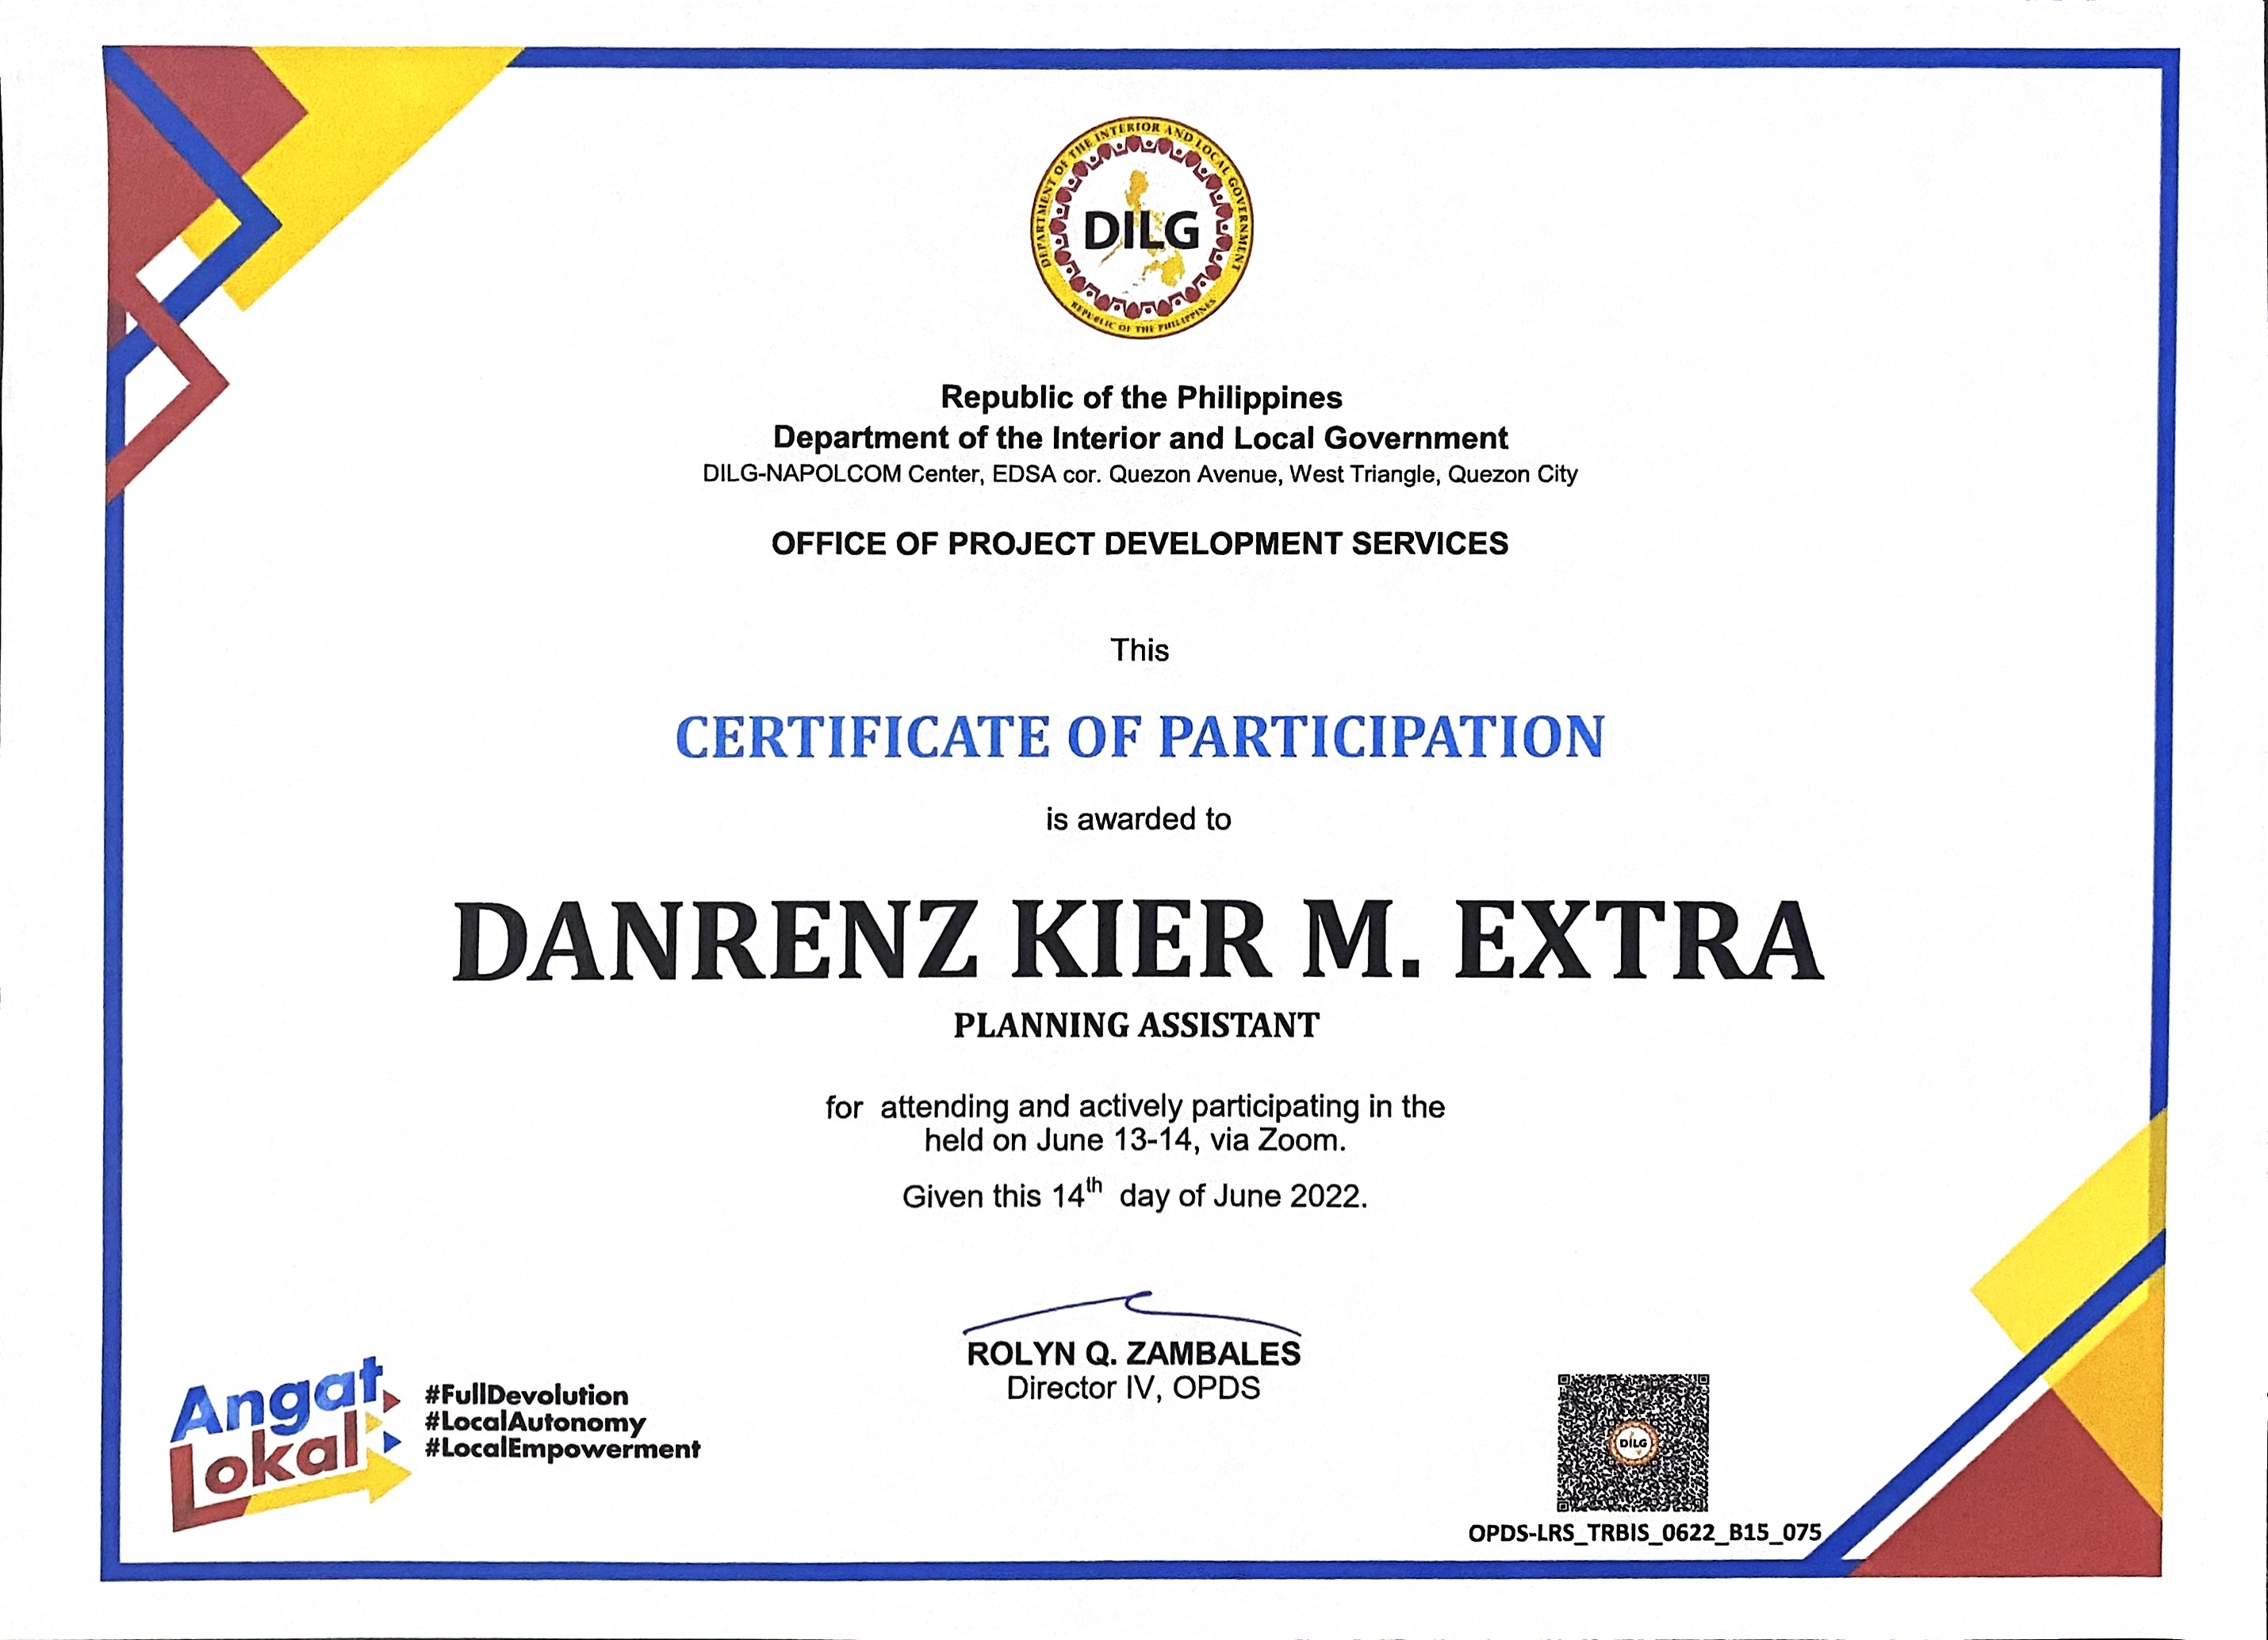 DEPARTMENT OF THE INTERIOR AND LOCAL GOVERNMENT
DILG
REPUBLIC OF THE PHILIPPINES
Republic of the Philippines
Department of the Interior and Local Government
DILG-NAPOLCOM Center, EDSA cor. Quezon Avenue, West Triangle, Quezon City
OFFICE OF PROJECT DEVELOPMENT SERVICES
This
CERTIFICATE OF PARTICIPATION
is awarded to
DANRENZ KIER M. EXTRA
PLANNING ASSISTANT
for attending and actively participating in the
held on June 13-14, via Zoom.
Given this 14th day of June 2022.
ROLYN Q. ZAMBALES
Director IV, OPDS
Angat
Lokal
#FullDevolution
#LocalAutonomy
#LocalEmpowerment
DILG
OPDS-LRS_TRBIS_0622_B15_075